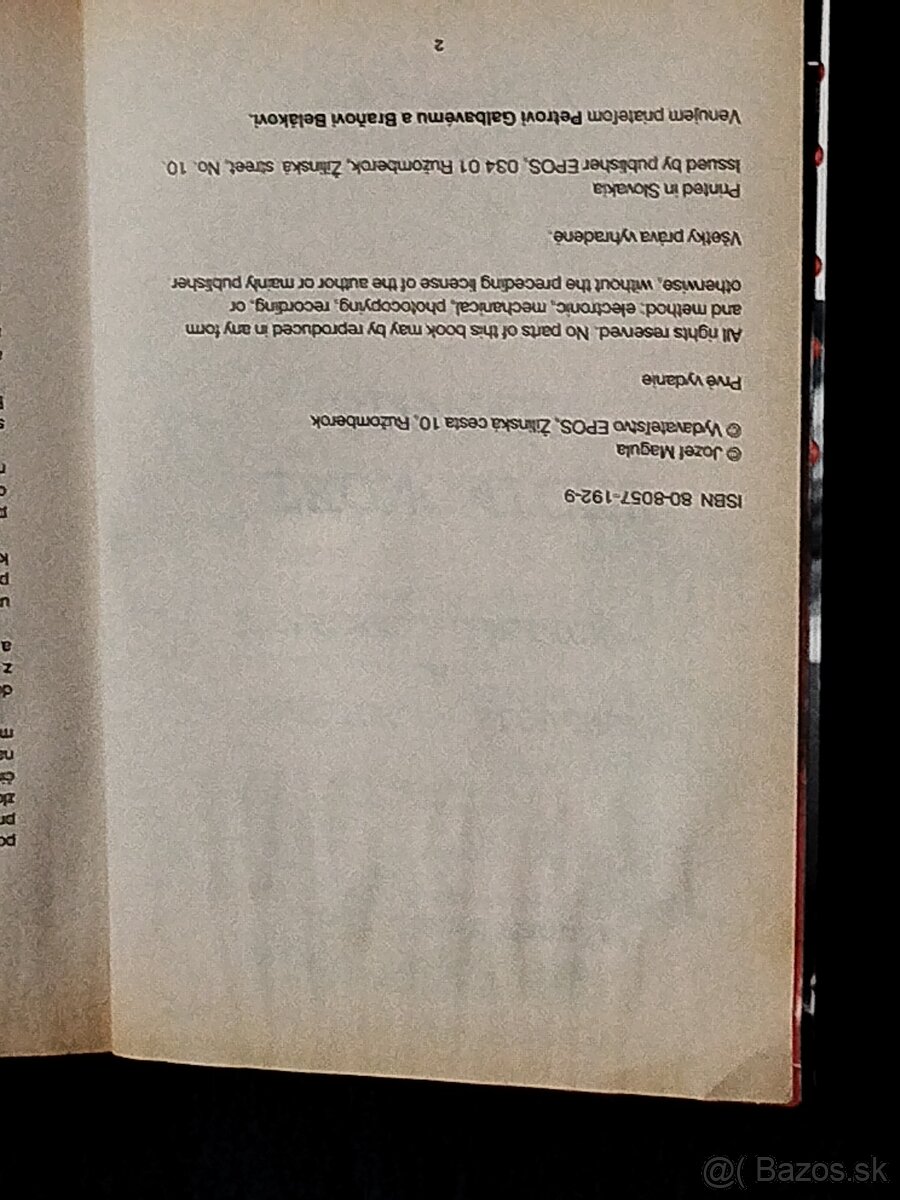 ISBN 80-8057-192-9
© Jozef Magula
© Vydavateľstvo EPOS, Žilinská cesta 10, Ružomberok
Prvé vydanie
All rights reserved. No parts of this book may by reproduced in any form
and method: electronic, mechanical, photocopying, recording, or
otherwise, without the preceding license of the author or mainly publisher
Všetky práva vyhradené.
Printed in Slovakia
Issued by publisher EPOS, 034 01 Ružomberok, Žilinská street, No. 10.
Venujem priateľom Petrovi Galbavému a Braňovi Belákovi.
2
@( Bazos.sk